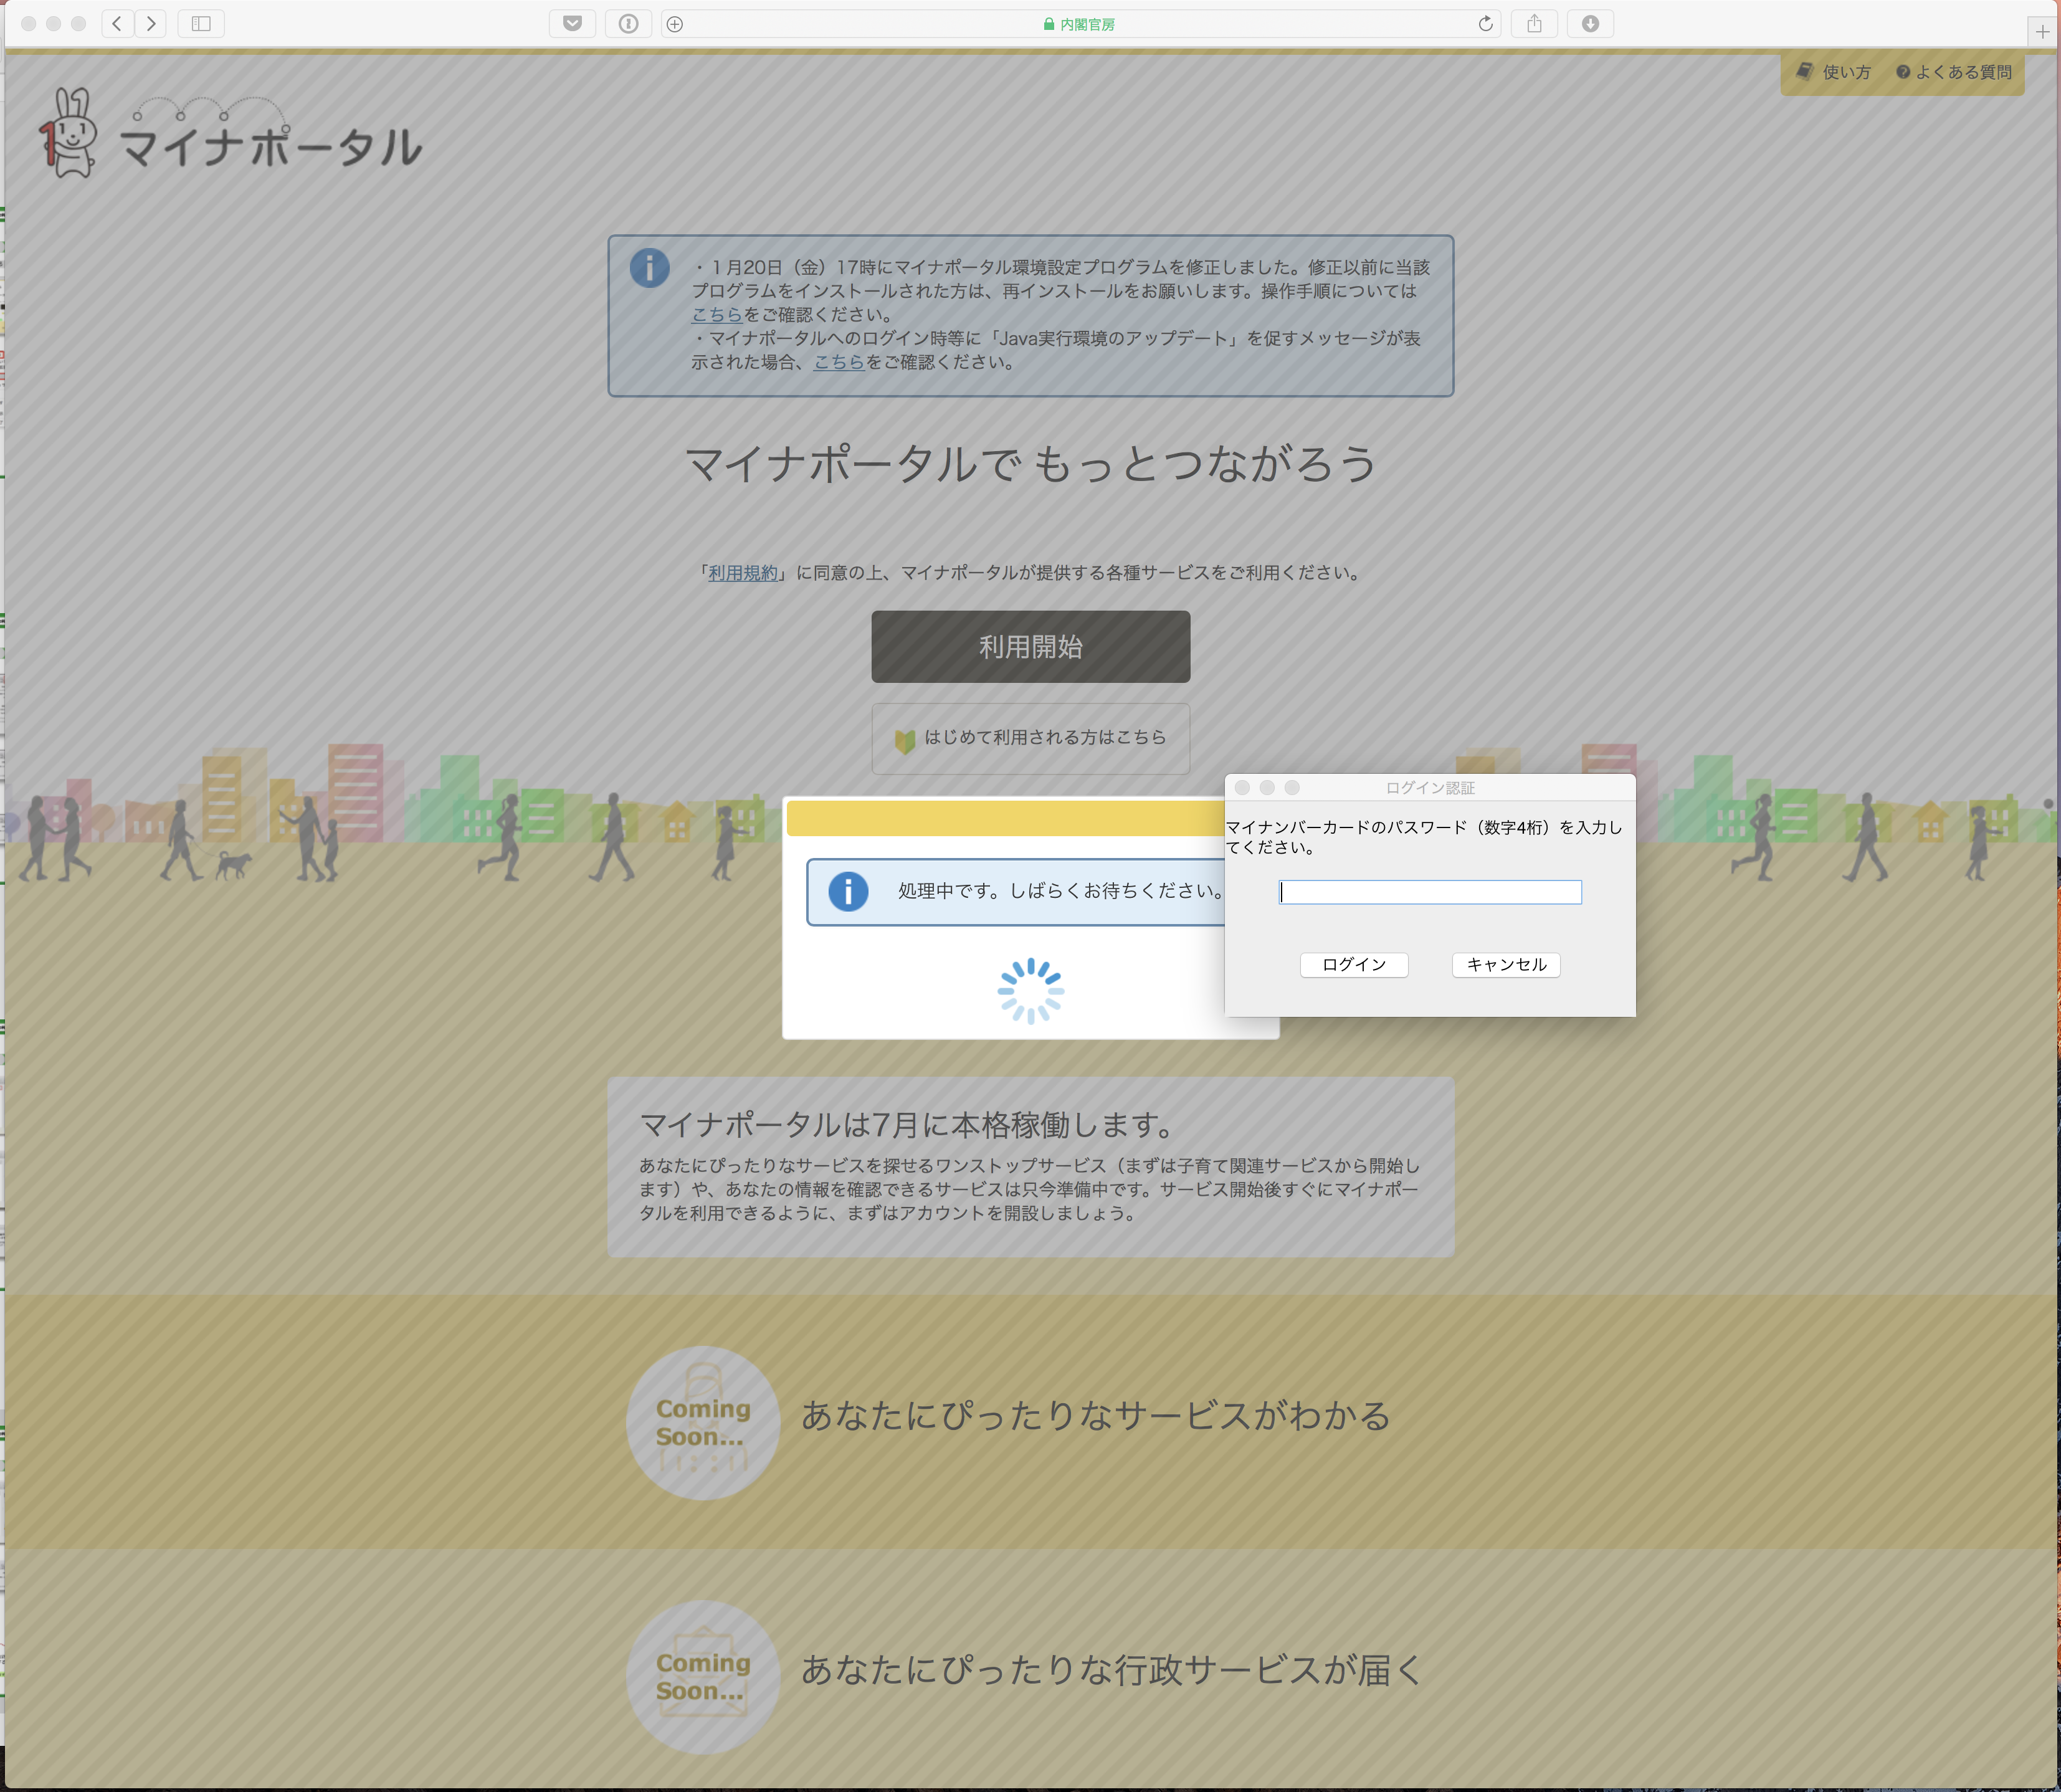 内閣官房
使い方 よくある質問
マイナポータル
・１月20日（金）17時にマイナポータル環境設定プログラムを修正しました。修正以前に当該
プログラムをインストールされた方は、再インストールをお願いします。操作手順については
こちらをご確認ください。
・マイナポータルへのログイン時等に「Java実行環境のアップデート」を促すメッセージが表
示された場合、こちらをご確認ください。
マイナポータルで もっとつながろう
「利用規約」に同意の上、マイナポータルが提供する各種サービスをご利用ください。
利用開始
はじめて利用される方はこちら
処理中です。しばらくお待ちください。
ログイン認証
マイナンバーカードのパスワード（数字4桁）を入力し
てください。
ログイン キャンセル
マイナポータルは7月に本格稼働します。
あなたにぴったりなサービスを探せるワンストップサービス（まずは子育て関連サービスから開始し
ます）や、あなたの情報を確認できるサービスは只今準備中です。サービス開始後すぐにマイナポー
タルを利用できるように、まずはアカウントを開設しましょう。
Coming
Soon...
あなたにぴったりなサービスがわかる
Coming
Soon...
あなたにぴったりな行政サービスが届く